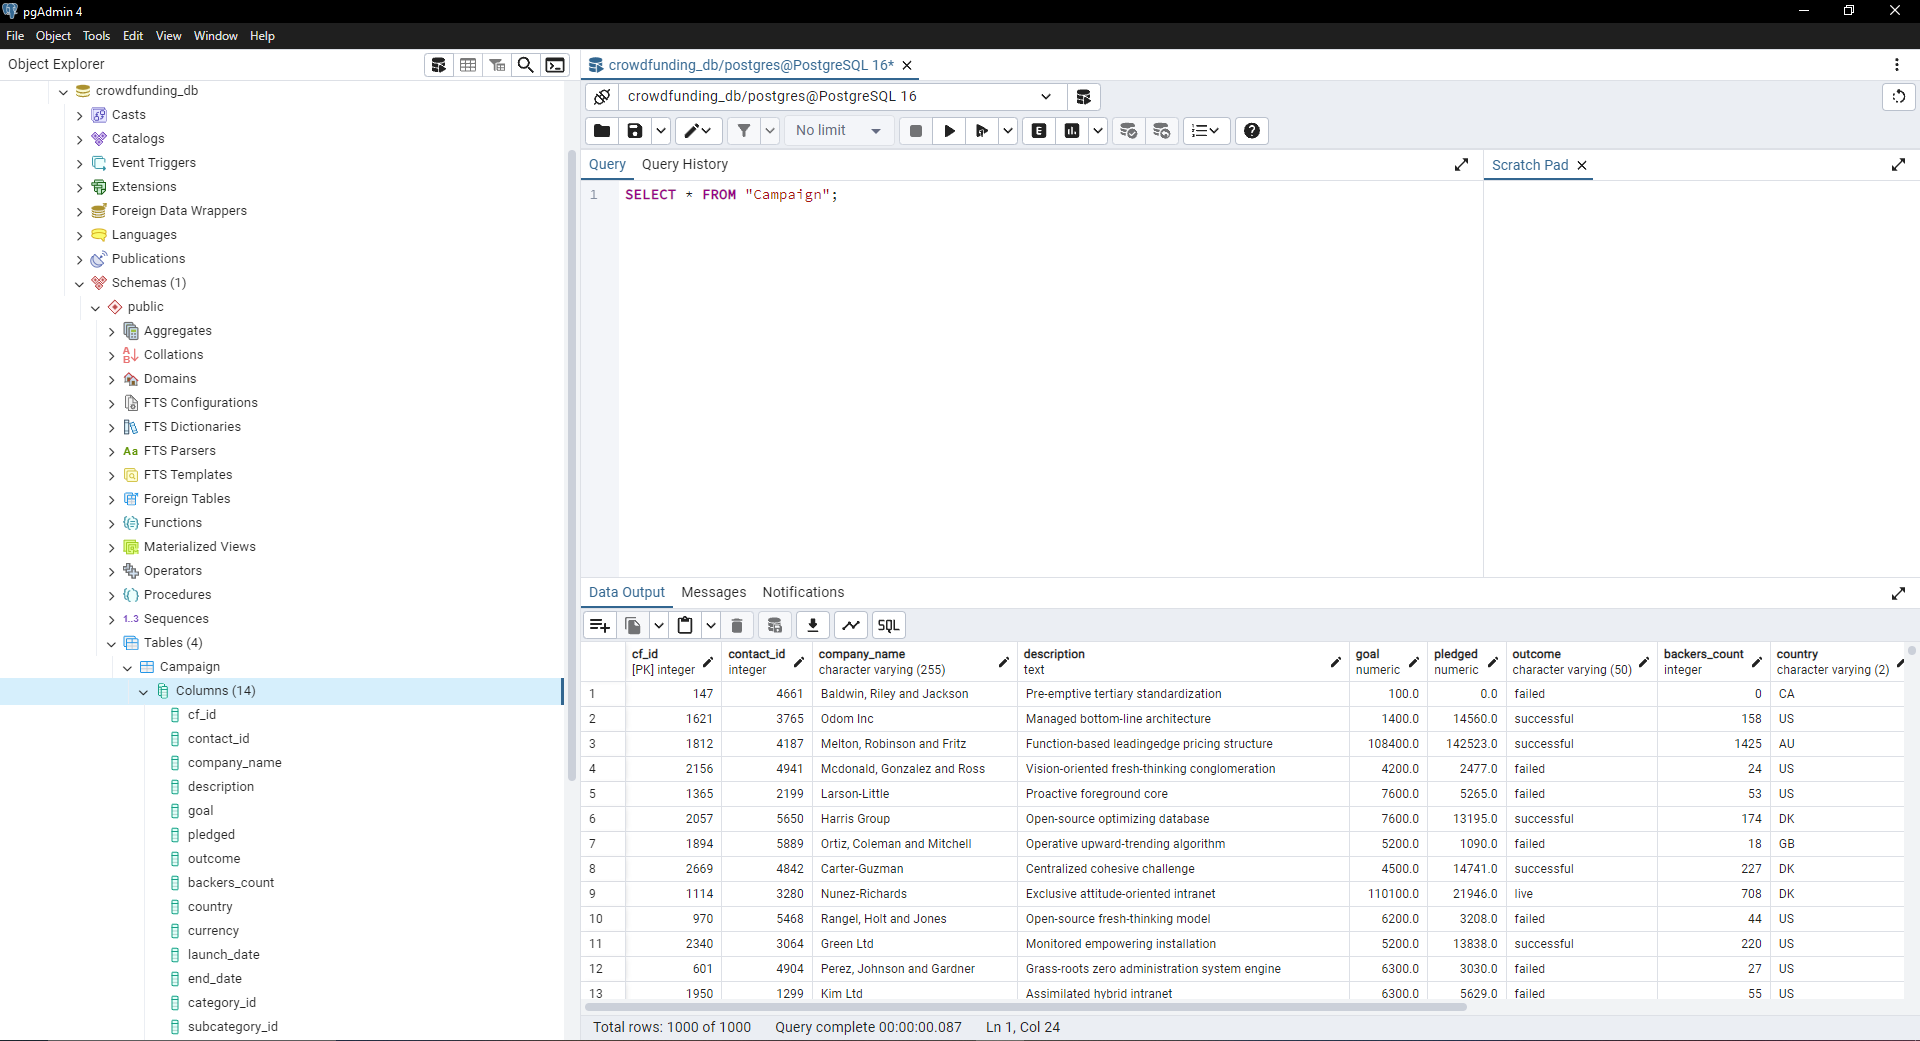 pgAdmin 4
File Object Tools Edit View Window Help
Object Explorer
crowdfunding_db
Casts
Catalogs
Event Triggers
Extensions
Foreign Data Wrappers
Languages
Publications
Schemas (1)
public
Aggregates
Collations
Domains
FTS Configurations
FTS Dictionaries
Aa FTS Parsers
FTS Templates
Foreign Tables
Functions
Materialized Views
Operators
Procedures
1..3 Sequences
Tables (4)
Campaign
Columns (14)
cf_id
contact_id
company_name
description
goal
pledged
outcome
backers_count
country
currency
launch_date
end_date
category_id
subcategory_id
crowdfunding_db/postgres@PostgreSQL 16*
crowdfunding_db/postgres@PostgreSQL 16
No limit E
Query Query History
Scratch Pad
1 SELECT * FROM "Campaign";
Data Output Messages Notifications
SQL
cf_id contact_id company_name description goal pledged outcome backers_count country
[PK] integer integer character varying (255) text numeric numeric character varying (50) integer character varying (2)
1 147 4661 Baldwin, Riley and Jackson Pre-emptive tertiary standardization 100.0 0.0 failed 0 CA
2 1621 3765 Odom Inc Managed bottom-line architecture 1400.0 14560.0 successful 158 US
3 1812 4187 Melton, Robinson and Fritz Function-based leadingedge pricing structure 108400.0 142523.0 successful 1425 AU
4 2156 4941 Mcdonald, Gonzalez and Ross Vision-oriented fresh-thinking conglomeration 4200.0 2477.0 failed 24 US
5 1365 2199 Larson-Little Proactive foreground core 7600.0 5265.0 failed 53 US
6 2057 5650 Harris Group Open-source optimizing database 7600.0 13195.0 successful 174 DK
7 1894 5889 Ortiz, Coleman and Mitchell Operative upward-trending algorithm 5200.0 1090.0 failed 18 GB
8 2669 4842 Carter-Guzman Centralized cohesive challenge 4500.0 14741.0 successful 227 DK
9 1114 3280 Nunez-Richards Exclusive attitude-oriented intranet 110100.0 21946.0 live 708 DK
10 970 5468 Rangel, Holt and Jones Open-source fresh-thinking model 6200.0 3208.0 failed 44 US
11 2340 3064 Green Ltd Monitored empowering installation 5200.0 13838.0 successful 220 US
12 601 4904 Perez, Johnson and Gardner Grass-roots zero administration system engine 6300.0 3030.0 failed 27 US
13 1950 1299 Kim Ltd Assimilated hybrid intranet 6300.0 5629.0 failed 55 US
Total rows: 1000 of 1000 Query complete 00:00:00.087 Ln 1, Col 24